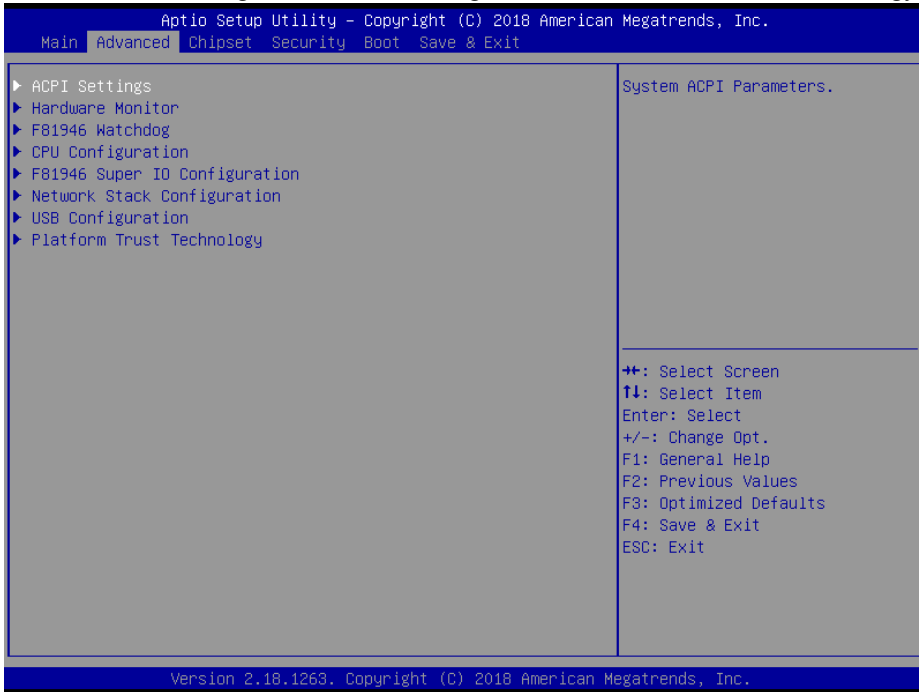 Aptio Setup Utility – Copyright (C) 2018 American Megatrends, Inc.
Main Advanced Chipset Security Boot Save & Exit
▶ ACPI Settings
▶ Hardware Monitor
▶ F81946 Watchdog
▶ CPU Configuration
▶ F81946 Super IO Configuration
▶ Network Stack Configuration
▶ USB Configuration
▶ Platform Trust Technology
System ACPI Parameters.
→←: Select Screen
↑↓: Select Item
Enter: Select
+/-: Change Opt.
F1: General Help
F2: Previous Values
F3: Optimized Defaults
F4: Save & Exit
ESC: Exit
Version 2.18.1263. Copyright (C) 2018 American Megatrends, Inc.